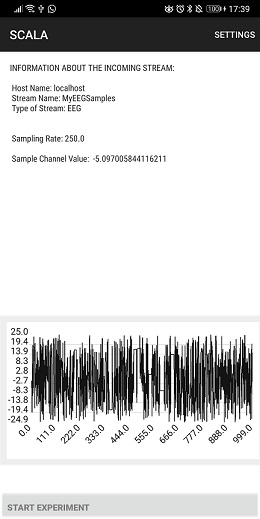 17:39
SCALA SETTINGS
INFORMATION ABOUT THE INCOMING STREAM:
Host Name: localhost
Stream Name: MyEEGSamples
Type of Stream: EEG
Sampling Rate: 250.0
Sample Channel Value: -5.097005844116211
25.0
19.4
13.9
8.3
2.8
-2.7
-8.3
-13.8
-19.4
-24.9
0.0 111.0 222.0 333.0 444.0 555.0 666.0 777.0 888.0 999.0
START EXPERIMENT